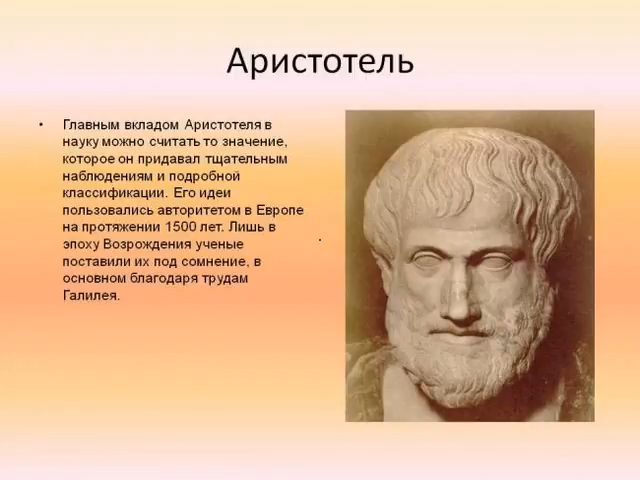 Аристотель
• Главным вкладом Аристотеля в
науку можно считать то значение,
которое он придавал тщательным
наблюдениям и подробной
классификации. Его идеи
пользовались авторитетом в Европе
на протяжении 1500 лет. Лишь в
эпоху Возрождения ученые
поставили их под сомнение, в
основном благодаря трудам
Галилея.